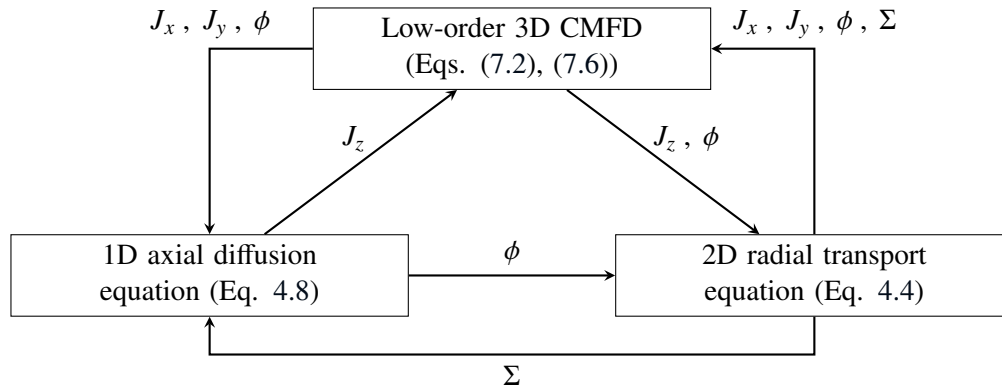 J_x , J_y , ϕ
Low-order 3D CMFD
(Eqs. (7.2), (7.6))
J_x , J_y , ϕ , Σ
J_z
J_z , ϕ
1D axial diffusion
equation (Eq. 4.8)
ϕ
2D radial transport
equation (Eq. 4.4)
Σ